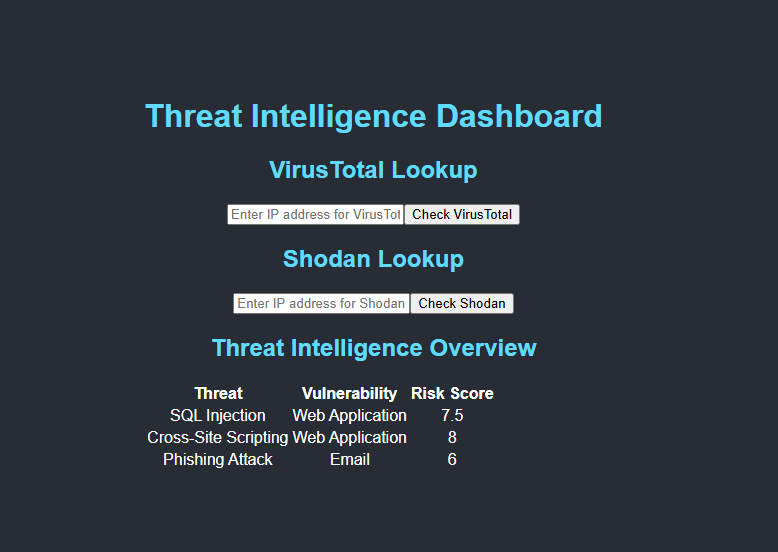 Threat Intelligence Dashboard
VirusTotal Lookup
Enter IP address for VirusTot Check VirusTotal
Shodan Lookup
Enter IP address for Shodan Check Shodan
Threat Intelligence Overview
Threat Vulnerability Risk Score
SQL Injection Web Application 7.5
Cross-Site Scripting Web Application 8
Phishing Attack Email 6